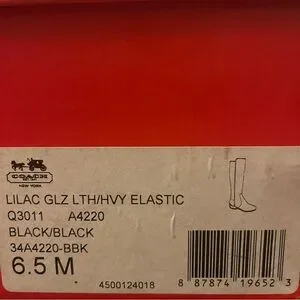 COACH
NEW YORK
LILAC GLZ LTH/HVY ELASTIC
Q3011 A4220
BLACK/BLACK
34A4220-BBK
6.5 M
4500124018
8 87874 19652 3